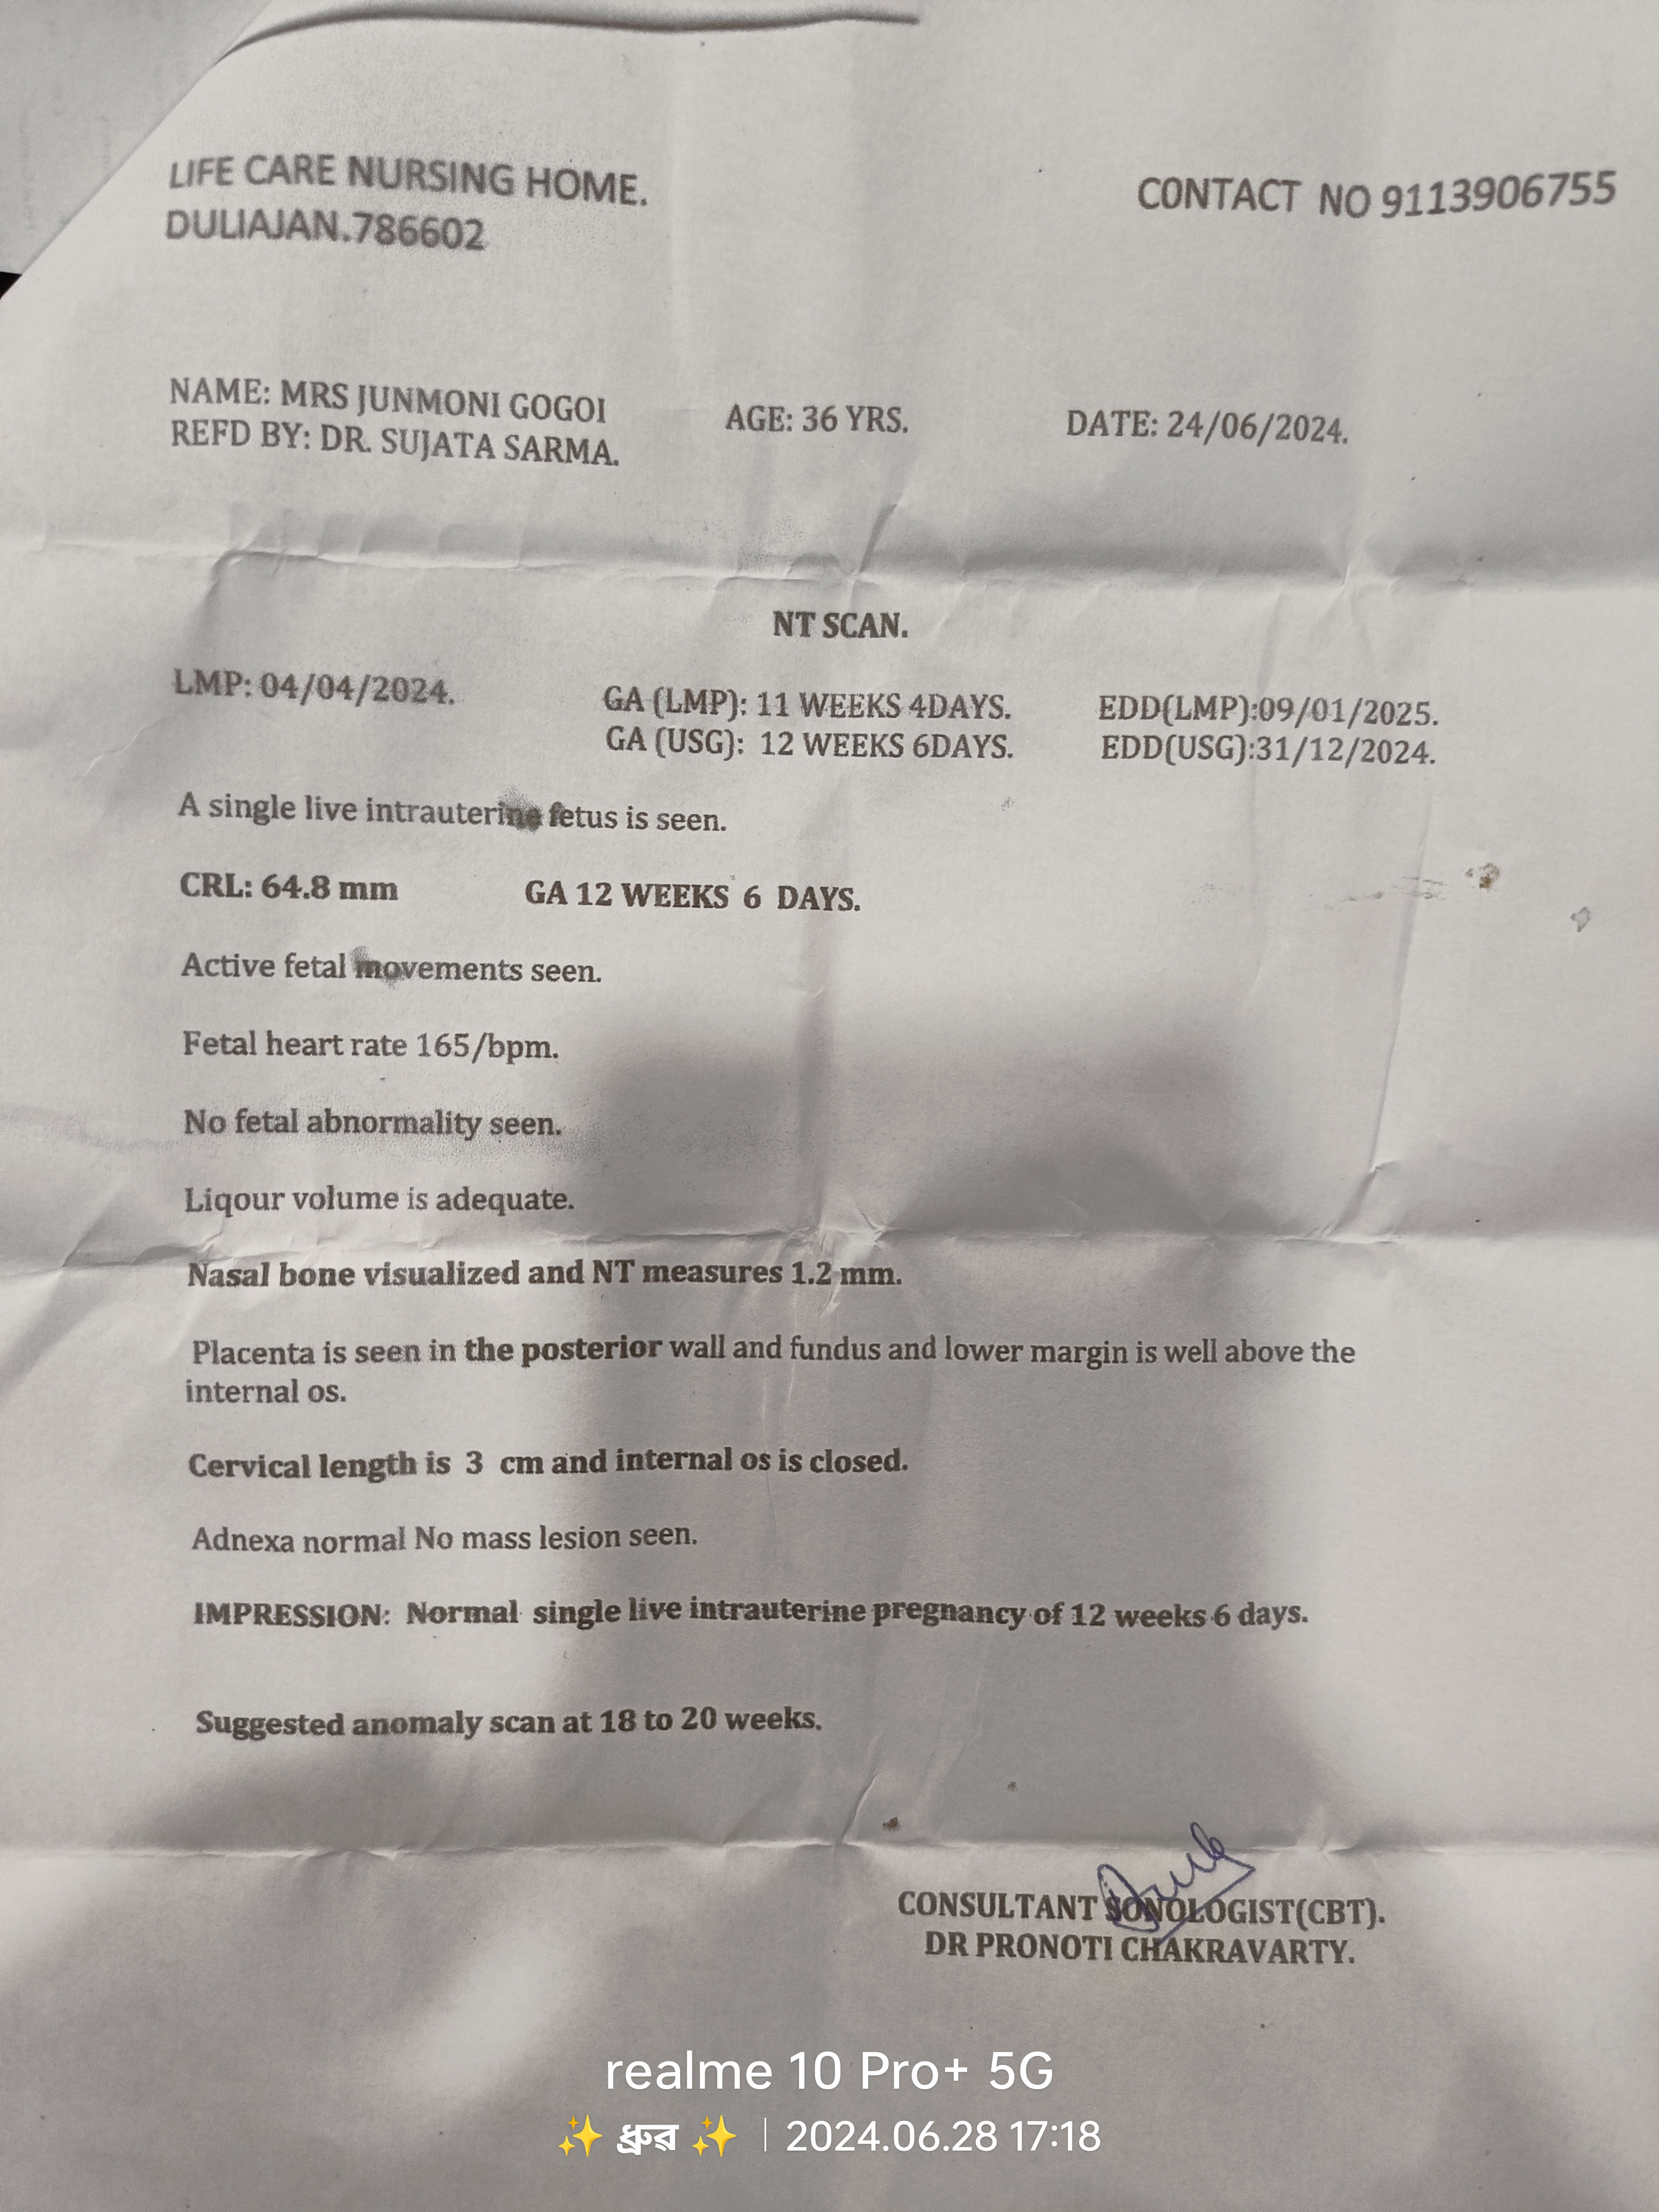 LIFE CARE NURSING HOME.
DULIAJAN.786602
CONTACT NO 9113906755
NAME: MRS JUNMONI GOGOI
REFD BY: DR. SUJATA SARMA.
AGE: 36 YRS.
DATE: 24/06/2024.
NT SCAN.
LMP: 04/04/2024.
GA (LMP): 11 WEEKS 4DAYS.
EDD(LMP):09/01/2025.
GA (USG): 12 WEEKS 6DAYS.
EDD(USG):31/12/2024.
A single live intrauterine fetus is seen.
CRL: 64.8 mm GA 12 WEEKS 6 DAYS.
Active fetal movements seen.
Fetal heart rate 165/bpm.
No fetal abnormality seen.
Liqour volume is adequate.
Nasal bone visualized and NT measures 1.2 mm.
Placenta is seen in the posterior wall and fundus and lower margin is well above the
internal os.
Cervical length is 3 cm and internal os is closed.
Adnexa normal No mass lesion seen.
IMPRESSION: Normal single live intrauterine pregnancy of 12 weeks 6 days.
Suggested anomaly scan at 18 to 20 weeks.
CONSULTANT SONOLOGIST(CBT).
DR PRONOTI CHAKRAVARTY.
realme 10 Pro+ 5G
✨ ধ্ৰুৱ ✨ | 2024.06.28 17:18